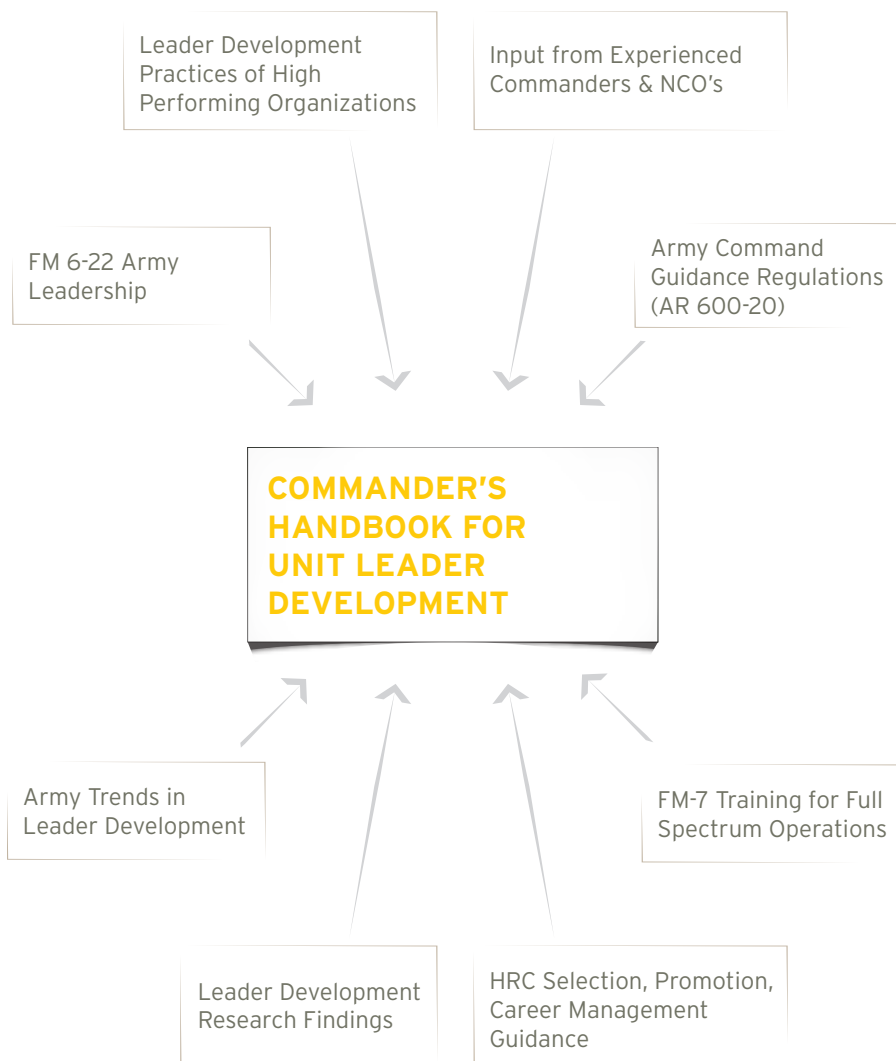 Leader Development
Practices of High
Performing Organizations
Input from Experienced
Commanders & NCO's
FM 6-22 Army
Leadership
Army Command
Guidance Regulations
(AR 600-20)
COMMANDER'S
HANDBOOK FOR
UNIT LEADER
DEVELOPMENT
Army Trends in
Leader Development
FM-7 Training for Full
Spectrum Operations
Leader Development
Research Findings
HRC Selection, Promotion,
Career Management
Guidance